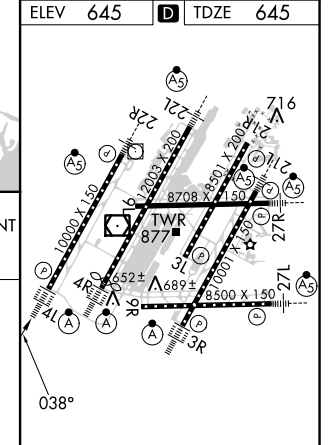 ELEV 645 D TDZE 645
A5
22R
22L
716
A5
P
21R
P
A5
21L
A5
10000 X 150
12003 X 200
8501 X 200
9L
8708 X 150
TWR
877
P
27R
P
3L
P
10001 X 150
NT
4R
652±
689±
27L
A5
9R
8500 X 150
4L
A
A
A
P
P
3R
038°